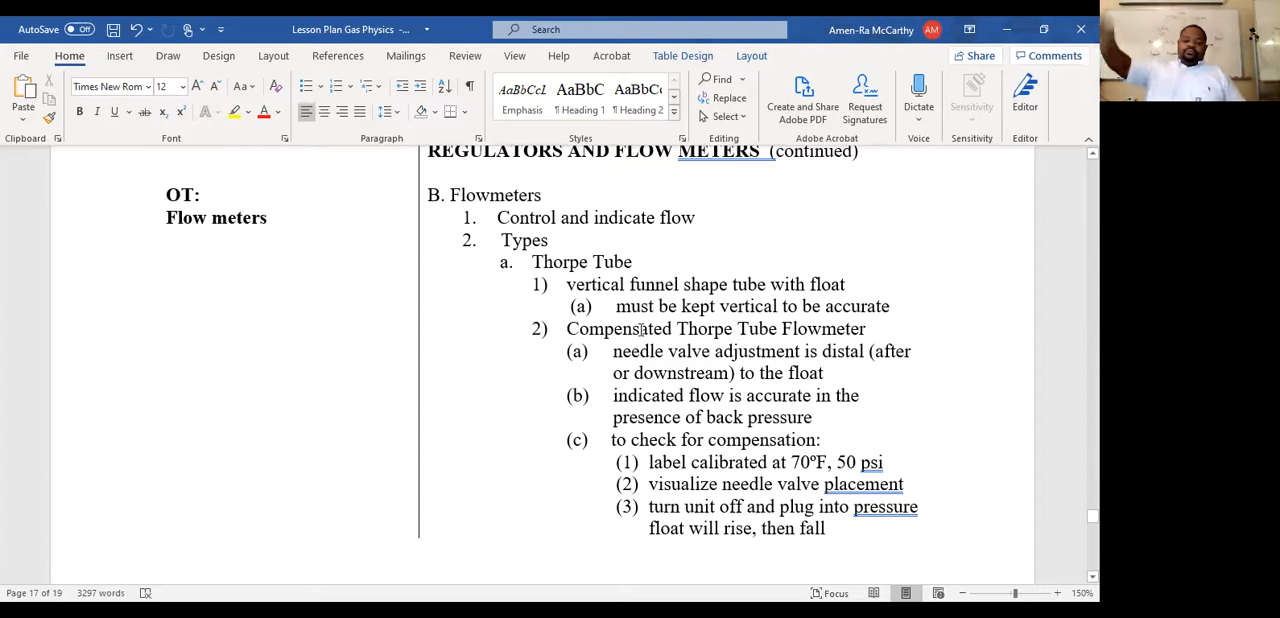 AutoSave Off Lesson Plan Gas Physics - ... Search Amen-Ra McCarthy AM
File Home Insert Draw Design Layout References Mailings Review View Help Acrobat Table Design Layout Share Comments
Times New Rom 12 A A Aa A AaBbCcI AaBbC AaBbCc Find
Paste Replace Create and Share Request Dictate Sensitivity Editor
B I U ab x₂ x² A A Emphasis ¶ Heading 1 ¶ Heading 2 Select Adobe PDF Signatures
Clipboard Font Paragraph Styles Editing Adobe Acrobat Voice Sensitivity Editor
REGULATORS AND FLOW METERS (continued)
OT: B. Flowmeters
Flow meters 1. Control and indicate flow
2. Types
a. Thorpe Tube
1) vertical funnel shape tube with float
(a) must be kept vertical to be accurate
2) Compensated Thorpe Tube Flowmeter
(a) needle valve adjustment is distal (after
or downstream) to the float
(b) indicated flow is accurate in the
presence of back pressure
(c) to check for compensation:
(1) label calibrated at 70ºF, 50 psi
(2) visualize needle valve placement
(3) turn unit off and plug into pressure
float will rise, then fall
Page 17 of 19 3297 words Focus 150%